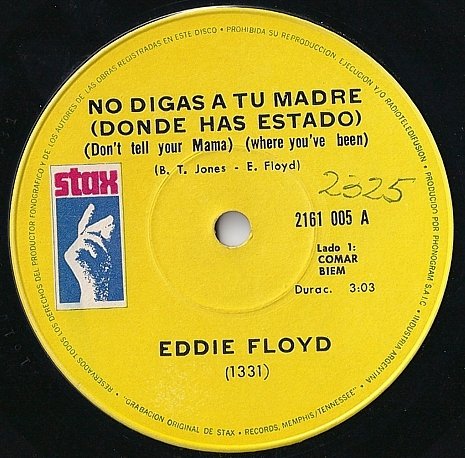 RESERVADOS TODOS LOS DERECHOS DEL PRODUCTOR FONOGRAFICO Y DE LOS AUTORES DE LAS OBRAS REGISTRADAS EN ESTE DISCO • PROHIBIDA SU REPRODUCCION, EJECUCION Y/O RADIOTELEDIFUSION • PRODUCIDO POR PHONOGRAM S.A.I.C. • INDUSTRIA ARGENTINA
NO DIGAS A TU MADRE
(DONDE HAS ESTADO)
(Don't tell your Mama) (where you've been)
(B. T. Jones - E. Floyd)
stax
2325
2161 005 A
Lado 1:
COMAR
BIEM
Durac. 3:03
EDDIE FLOYD
(1331)
"GRABACION ORIGINAL DE STAX • RECORDS, MEMPHIS/TENNESSEE"